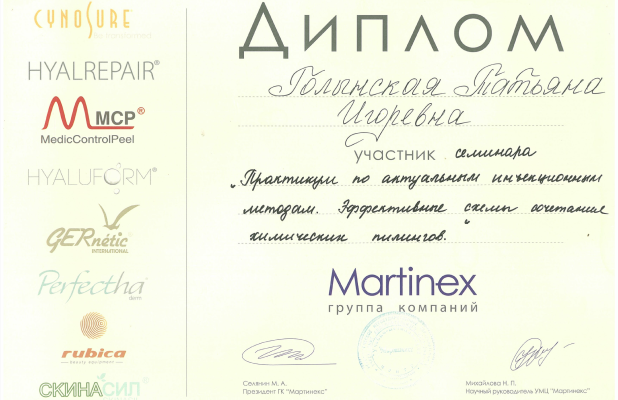 CYNOSURE®
HYALREPAIR®
MCP®
MedicControlPeel
HYALUFORM®
GERnétic
INTERNATIONAL
Perfectha
derm
rubica
СКИНАСИЛ
ДИПЛОМ
Голынская Татьяна
Игоревна
участник семинара
„Практикум по актуальным инъекционным
методам. Эффективные схемы сочетания
химических пилингов."
Martinex
группа компаний
Селянин М. А.
Президент ГК "Мартинекс"
Михайлова Н. П.
Научный руководитель УМЦ "Мартинекс"